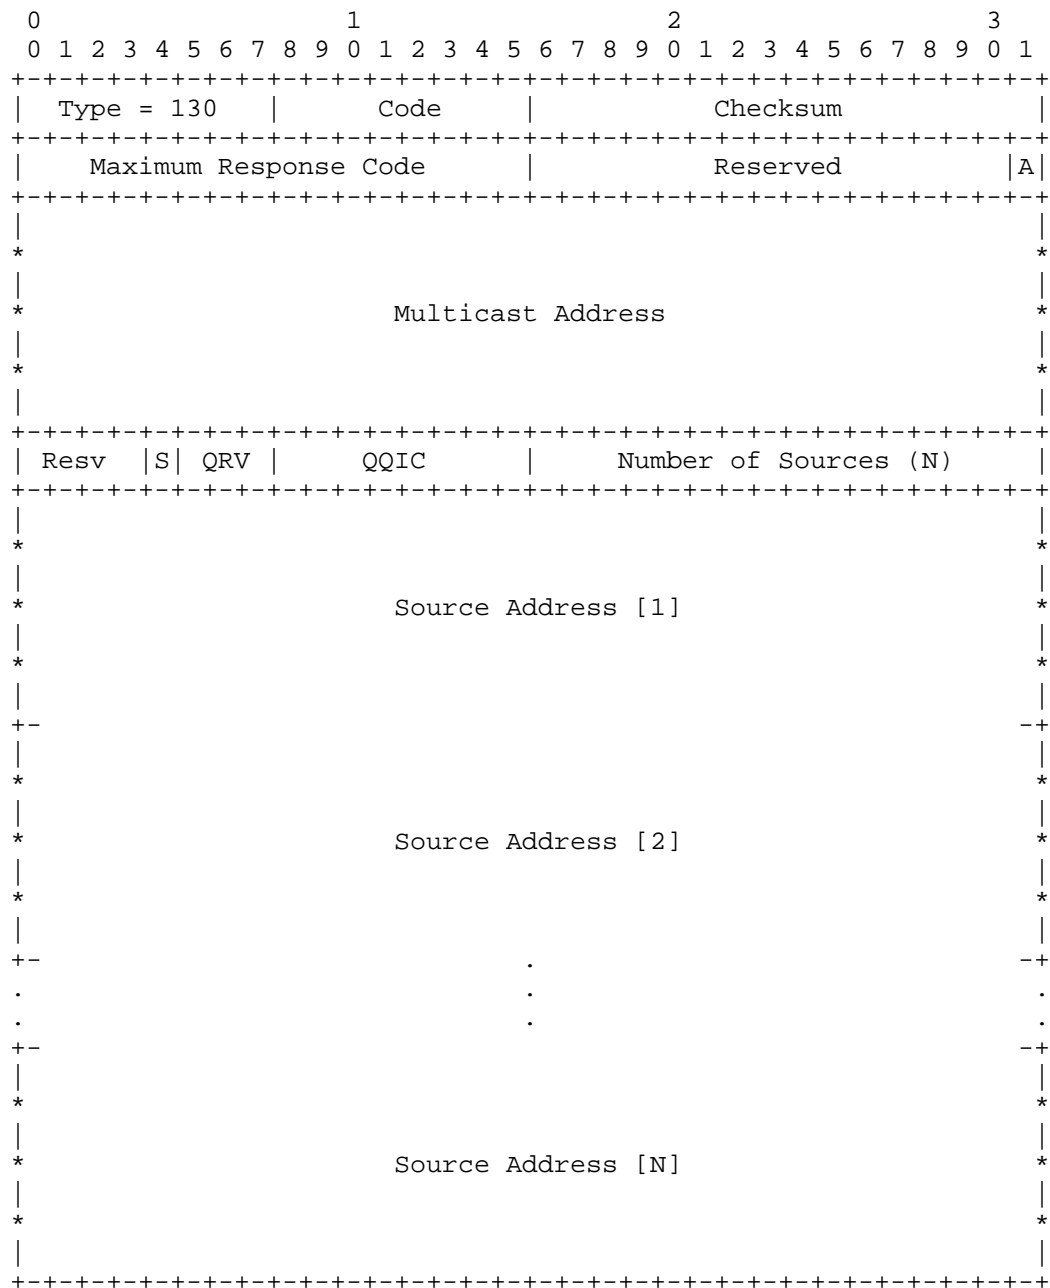 0                   1                   2                   3
 0 1 2 3 4 5 6 7 8 9 0 1 2 3 4 5 6 7 8 9 0 1 2 3 4 5 6 7 8 9 0 1
+-+-+-+-+-+-+-+-+-+-+-+-+-+-+-+-+-+-+-+-+-+-+-+-+-+-+-+-+-+-+-+-+
|  Type = 130   |      Code     |           Checksum            |
+-+-+-+-+-+-+-+-+-+-+-+-+-+-+-+-+-+-+-+-+-+-+-+-+-+-+-+-+-+-+-+-+
|    Maximum Response Code      |           Reserved          |A|
+-+-+-+-+-+-+-+-+-+-+-+-+-+-+-+-+-+-+-+-+-+-+-+-+-+-+-+-+-+-+-+-+
|                                                               |
*                                                               *
|                                                               |
*                       Multicast Address                       *
|                                                               |
*                                                               *
|                                                               |
+-+-+-+-+-+-+-+-+-+-+-+-+-+-+-+-+-+-+-+-+-+-+-+-+-+-+-+-+-+-+-+-+
| Resv  |S| QRV |     QQIC      |     Number of Sources (N)     |
+-+-+-+-+-+-+-+-+-+-+-+-+-+-+-+-+-+-+-+-+-+-+-+-+-+-+-+-+-+-+-+-+
|                                                               |
*                                                               *
|                                                               |
*                       Source Address [1]                      *
|                                                               |
*                                                               *
|                                                               |
+-                                                             -+
|                                                               |
*                                                               *
|                                                               |
*                       Source Address [2]                      *
|                                                               |
*                                                               *
|                                                               |
+-                              .                              -+
.                               .                               .
.                               .                               .
+-                                                             -+
|                                                               |
*                                                               *
|                                                               |
*                       Source Address [N]                      *
|                                                               |
*                                                               *
|                                                               |
+-+-+-+-+-+-+-+-+-+-+-+-+-+-+-+-+-+-+-+-+-+-+-+-+-+-+-+-+-+-+-+-+